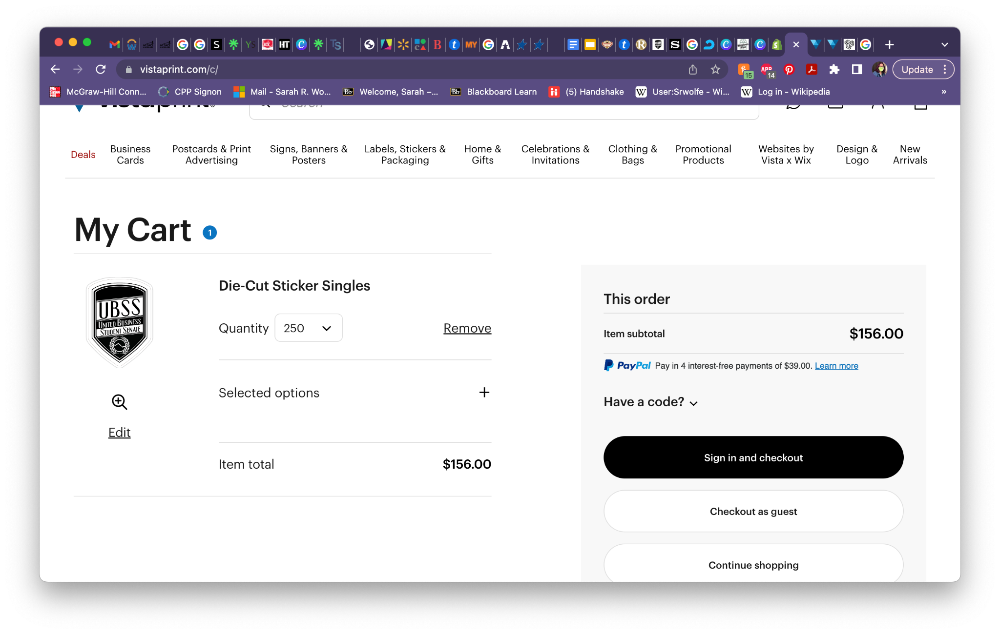 Update
vistaprint.com/c/
15
ABP
14
McGraw-Hill Conn...
CPP Signon
Mail - Sarah R. Wo...
Welcome, Sarah –...
Blackboard Learn
(5) Handshake
User:Srwolfe - Wi...
Log in - Wikipedia
»
vistaprint
Search
Deals
Business Cards
Postcards & Print Advertising
Signs, Banners & Posters
Labels, Stickers & Packaging
Home & Gifts
Celebrations & Invitations
Clothing & Bags
Promotional Products
Websites by Vista x Wix
Design & Logo
New Arrivals
My Cart 1
UBSS
UNITED BUSINESS
STUDENT SENATE
Edit
Die-Cut Sticker Singles
Quantity 250 Remove
Selected options +
Item total $156.00
This order
Item subtotal $156.00
PayPal Pay in 4 interest-free payments of $39.00. Learn more
Have a code?
Sign in and checkout
Checkout as guest
Continue shopping